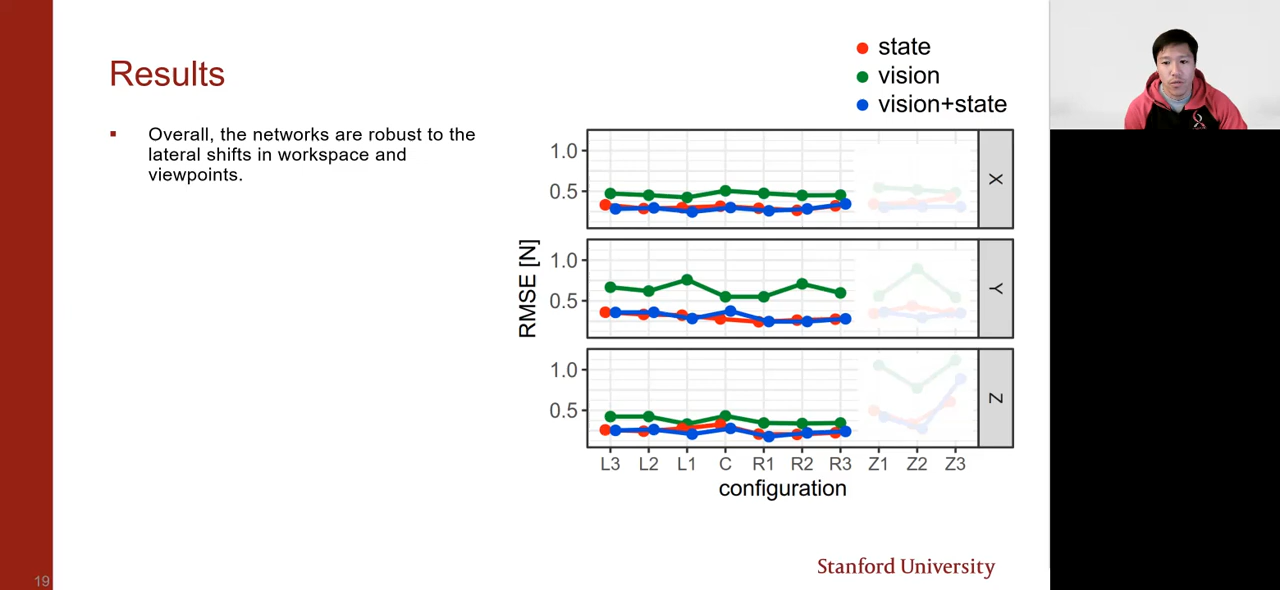 Results
Overall, the networks are robust to the
lateral shifts in workspace and
viewpoints.
state
vision
vision+state
RMSE [N]
1.0
0.5
X
1.0
0.5
Y
1.0
0.5
Z
L3 L2 L1 C R1 R2 R3 Z1 Z2 Z3
configuration
Stanford University
19